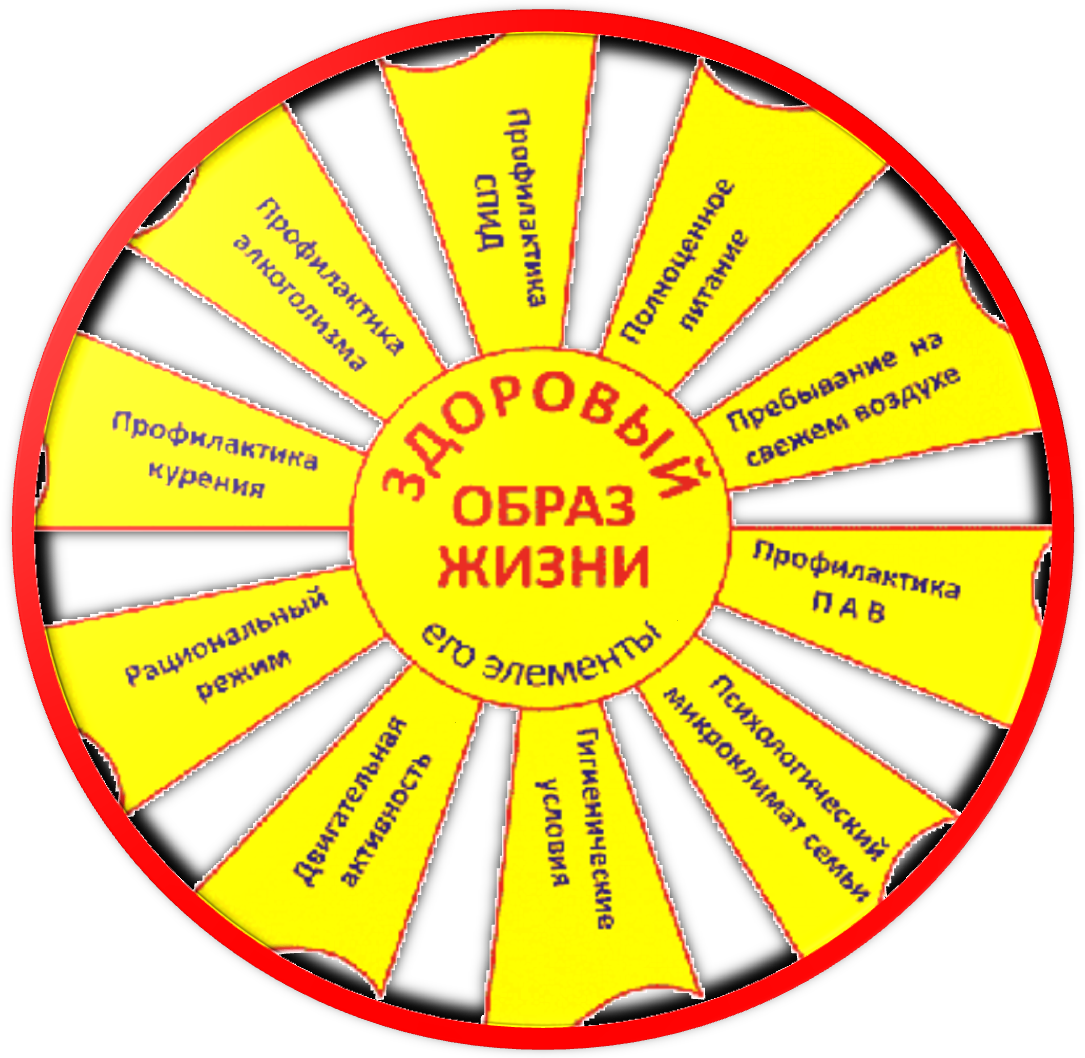 ЗДОРОВЫЙ
ОБРАЗ
ЖИЗНИ
его элементы
Профилактика
СПИД
Полноценное
питание
Пребывание на
свежем воздухе
Профилактика
П А В
Психологический
микроклимат семьи
Гигиенические
условия
Двигательная
активность
Рациональный
режим
Профилактика
курения
Профилактика
алкоголизма